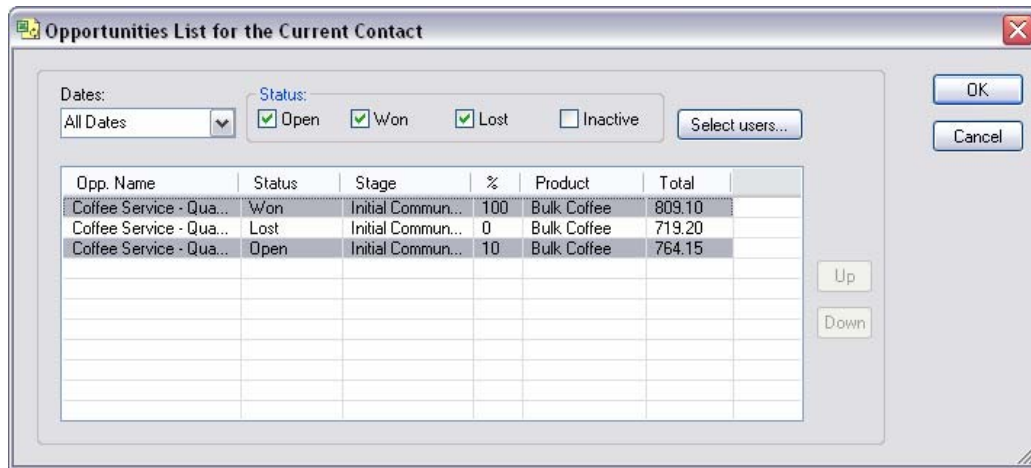 Opportunities List for the Current Contact
Dates:
All Dates
Status:
Open Won Lost Inactive
Select users...
OK
Cancel
Opp. Name Status Stage % Product Total
Coffee Service - Qua... Won Initial Commun... 100 Bulk Coffee 809.10
Coffee Service - Qua... Lost Initial Commun... 0 Bulk Coffee 719.20
Coffee Service - Qua... Open Initial Commun... 10 Bulk Coffee 764.15
Up
Down